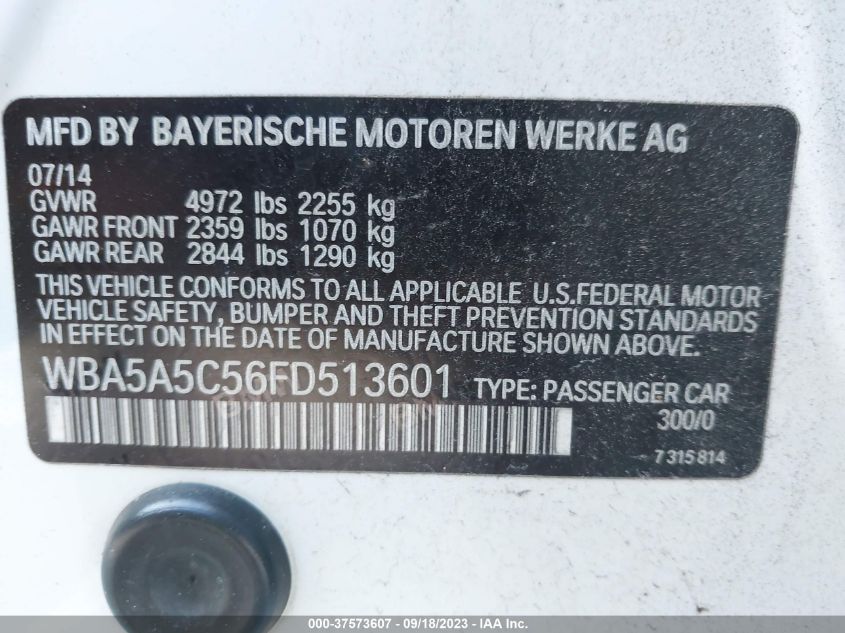 MFD BY BAYERISCHE MOTOREN WERKE AG
07/14
GVWR 4972 lbs 2255 kg
GAWR FRONT 2359 lbs 1070 kg
GAWR REAR 2844 lbs 1290 kg
THIS VEHICLE CONFORMS TO ALL APPLICABLE U.S.FEDERAL MOTOR
VEHICLE SAFETY, BUMPER AND THEFT PREVENTION STANDARDS
IN EFFECT ON THE DATE OF MANUFACTURE SHOWN ABOVE.
WBA5A5C56FD513601 TYPE: PASSENGER CAR
300/0
7 315 814
000-37573607 - 09/18/2023 - IAA Inc.